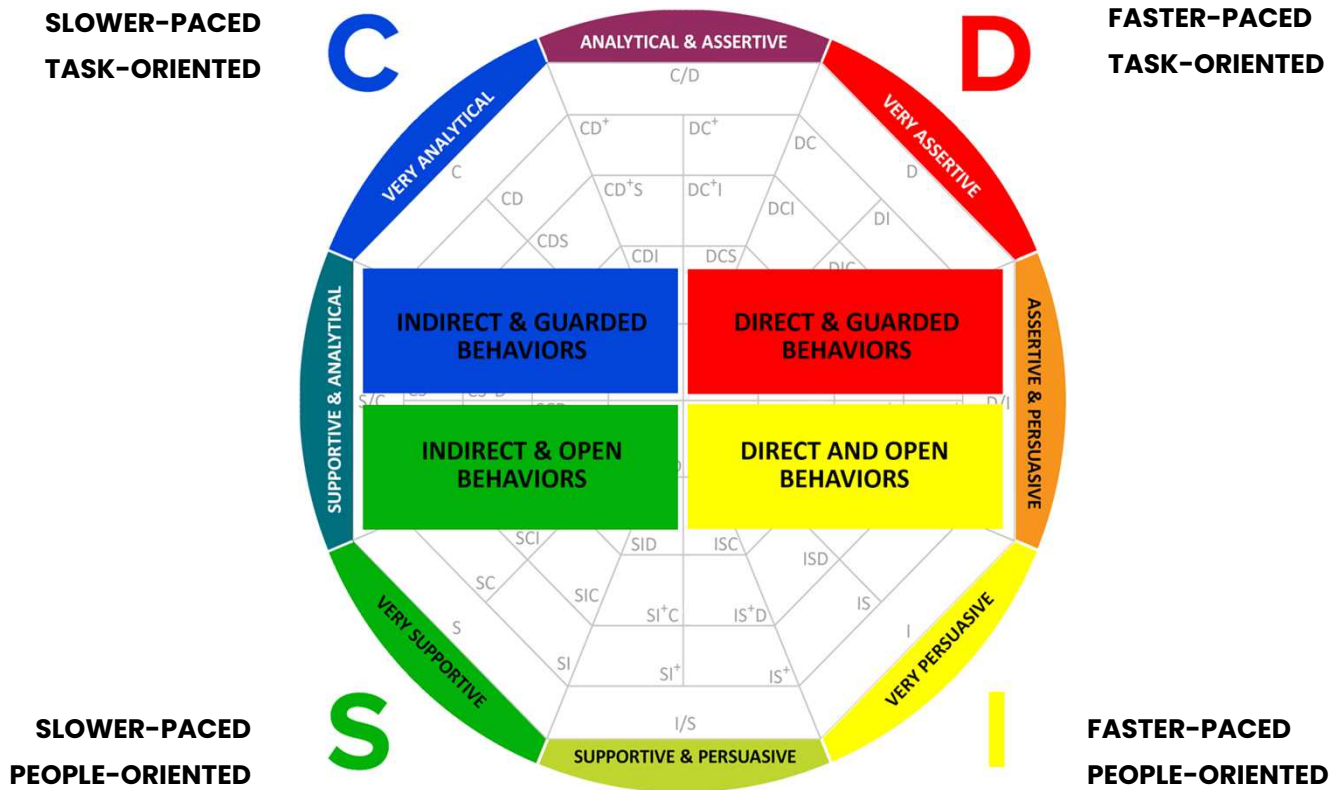 SLOWER-PACED
TASK-ORIENTED
C
ANALYTICAL & ASSERTIVE
D
FASTER-PACED
TASK-ORIENTED
VERY ANALYTICAL
VERY ASSERTIVE
C/D
CD+
DC+
DC
C
D
CD
CD+S
DC+I
DCI
DI
CDS
CDI
DCS
DIC
SUPPORTIVE & ANALYTICAL
INDIRECT & GUARDED
BEHAVIORS
DIRECT & GUARDED
BEHAVIORS
ASSERTIVE & PERSUASIVE
S/C
D/I
INDIRECT & OPEN
BEHAVIORS
DIRECT AND OPEN
BEHAVIORS
SCI
SID
ISC
ISD
SC
SIC
SI+C
IS+D
IS
S
I
SI
SI+
IS+
VERY SUPPORTIVE
VERY PERSUASIVE
I/S
S
SUPPORTIVE & PERSUASIVE
I
SLOWER-PACED
PEOPLE-ORIENTED
FASTER-PACED
PEOPLE-ORIENTED